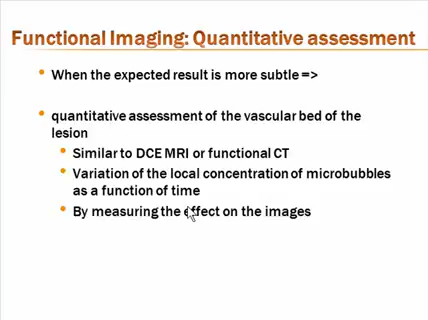 Functional Imaging: Quantitative assessment
When the expected result is more subtle =>
quantitative assessment of the vascular bed of the
lesion
Similar to DCE MRI or functional CT
Variation of the local concentration of microbubbles
as a function of time
By measuring the effect on the images